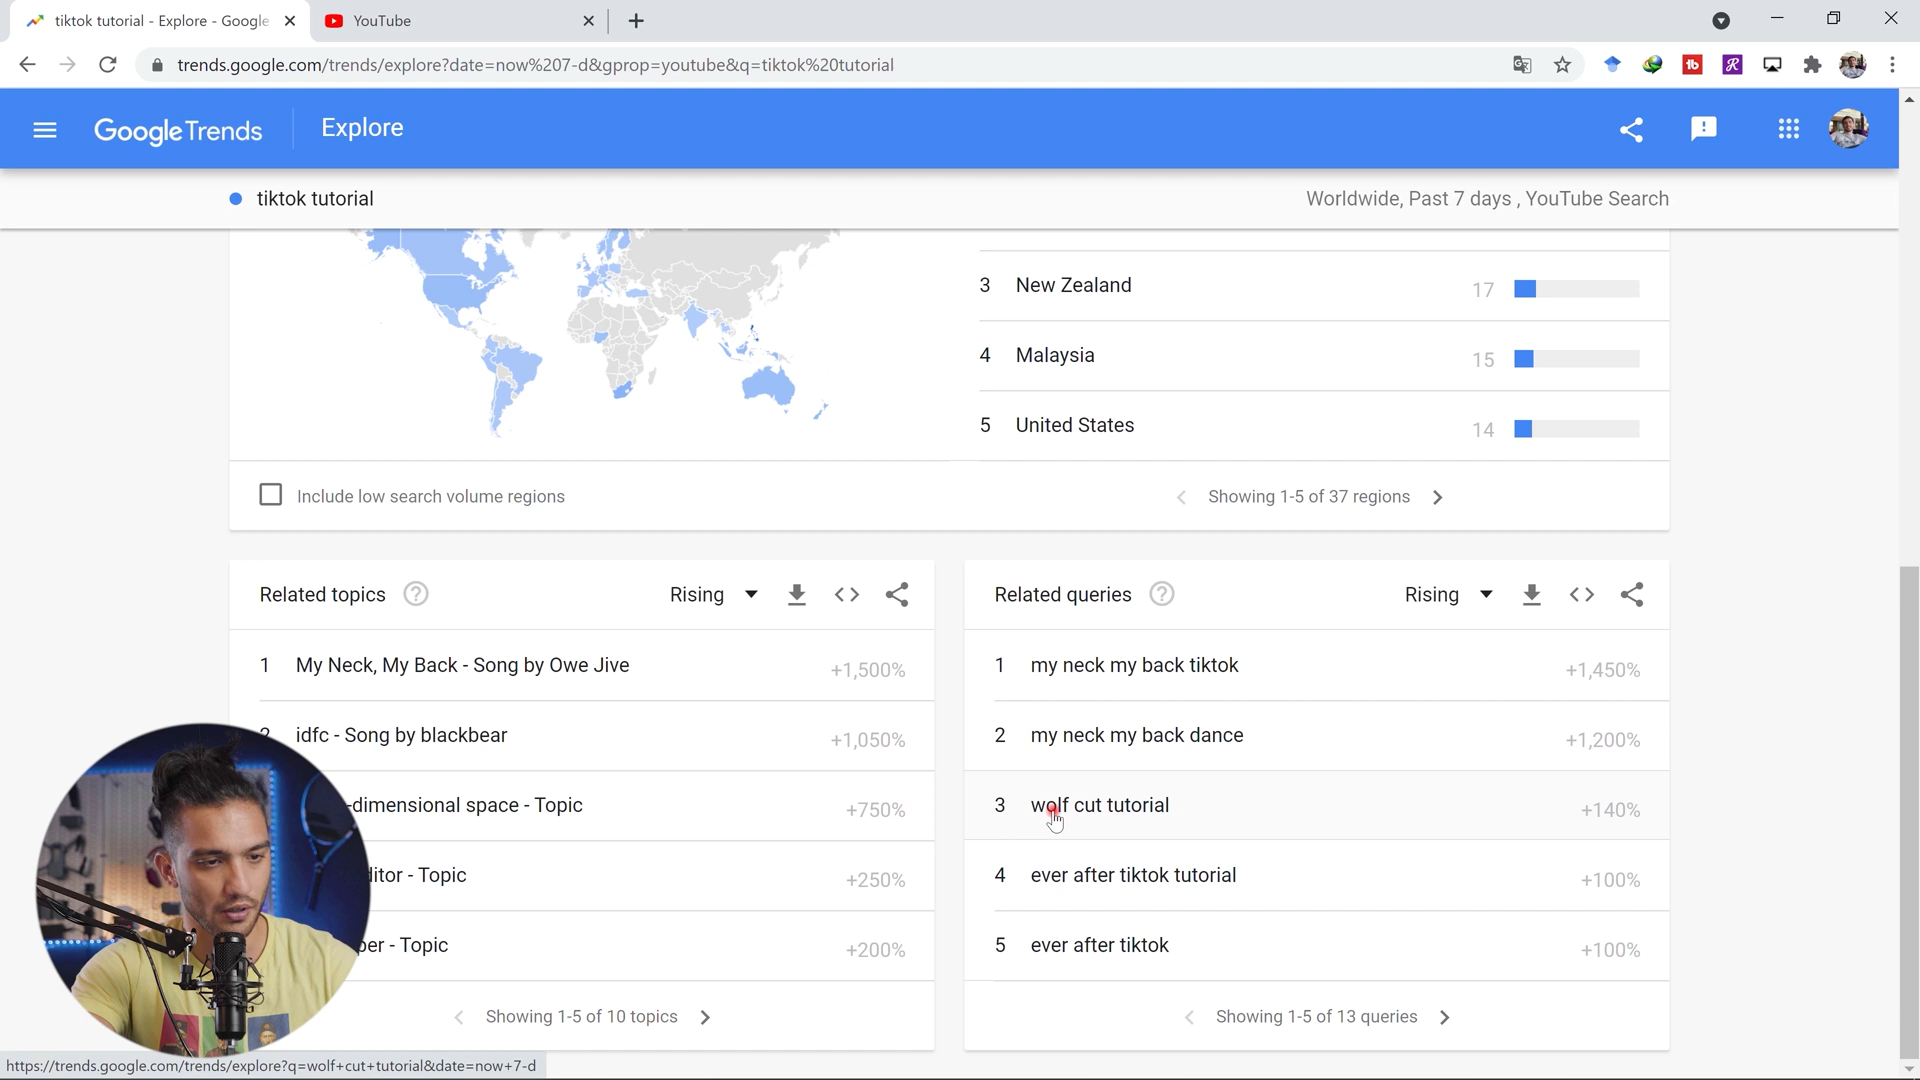 tiktok tutorial - Explore - Google
YouTube
trends.google.com/trends/explore?date=now%207-d&gprop=youtube&q=tiktok%20tutorial
Google Trends
Explore
tiktok tutorial
Worldwide, Past 7 days , YouTube Search
3 New Zealand 17
4 Malaysia 15
5 United States 14
Include low search volume regions
Showing 1-5 of 37 regions
Related topics
Rising
1 My Neck, My Back - Song by Owe Jive +1,500%
2 idfc - Song by blackbear +1,050%
-dimensional space - Topic +750%
ditor - Topic +250%
per - Topic +200%
Showing 1-5 of 10 topics
Related queries
Rising
1 my neck my back tiktok +1,450%
2 my neck my back dance +1,200%
3 wolf cut tutorial +140%
4 ever after tiktok tutorial +100%
5 ever after tiktok +100%
Showing 1-5 of 13 queries
https://trends.google.com/trends/explore?q=wolf+cut+tutorial&date=now+7-d